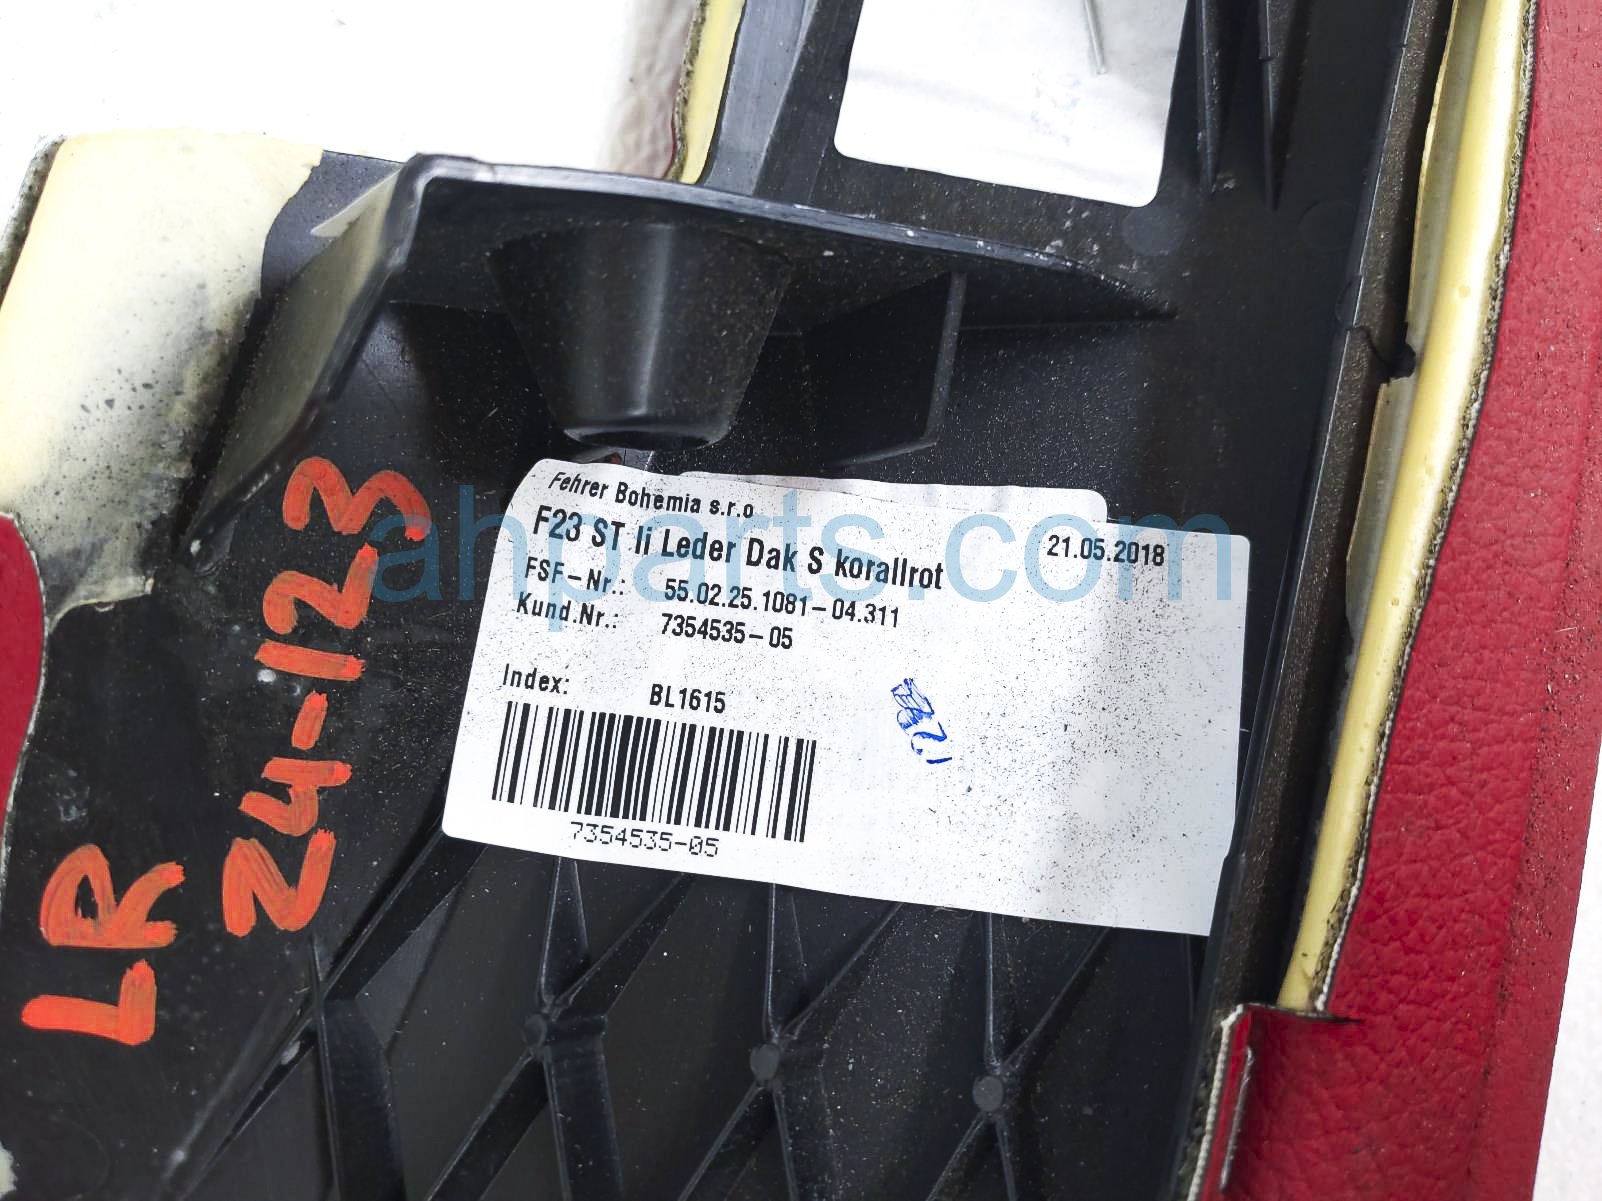 Fehrer Bohemia s.r.o
F23 ST li Leder Dak S korallrot
21.05.2018
FSF-Nr.: 55.02.25.1081-04.311
Kund.Nr.: 7354535-05
Index: BL1615
7354535-05
ahparts.com
24-123
LR